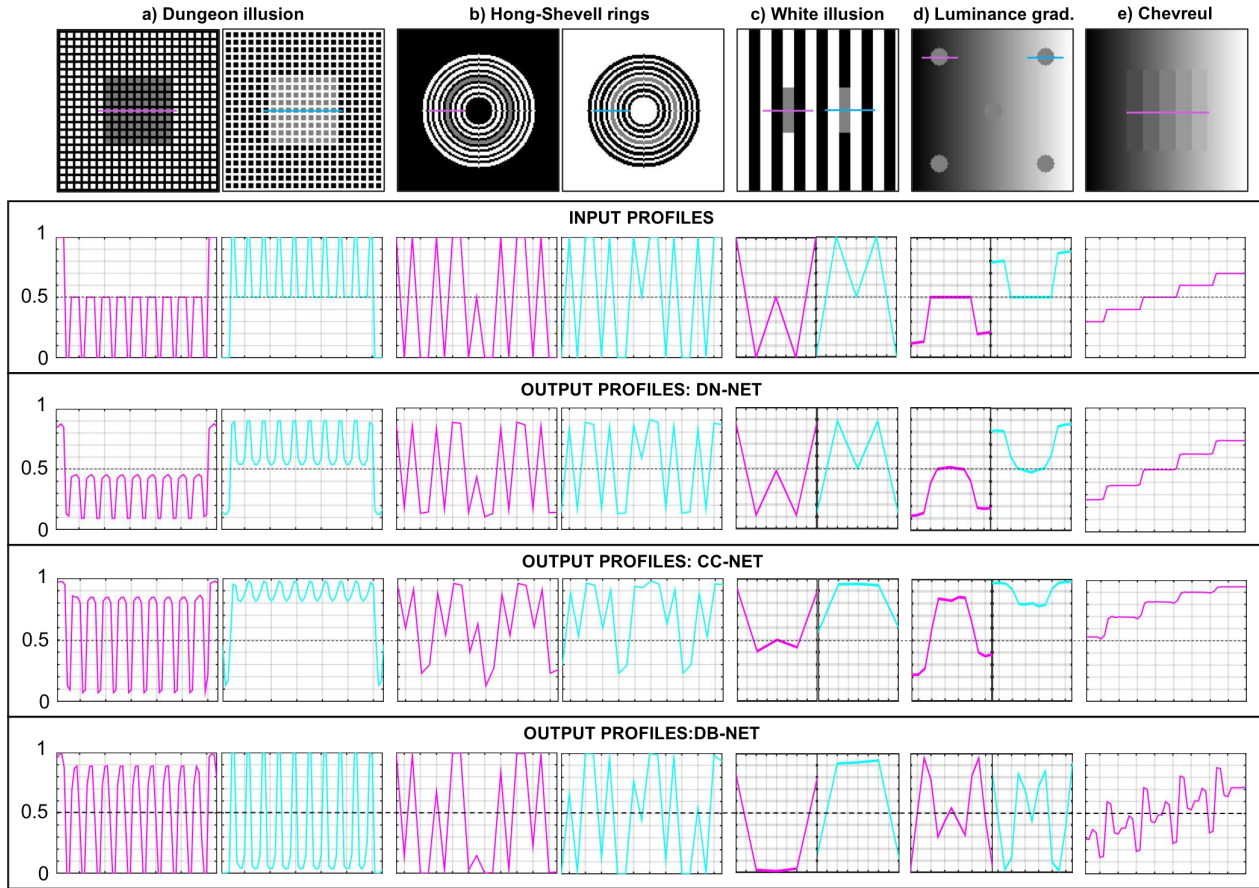 a) Dungeon illusion
b) Hong-Shevell rings
c) White illusion
d) Luminance grad.
e) Chevreul
INPUT PROFILES
1
0.5
0
OUTPUT PROFILES: DN-NET
1
0.5
0
OUTPUT PROFILES: CC-NET
1
0.5
0
OUTPUT PROFILES:DB-NET
1
0.5
0